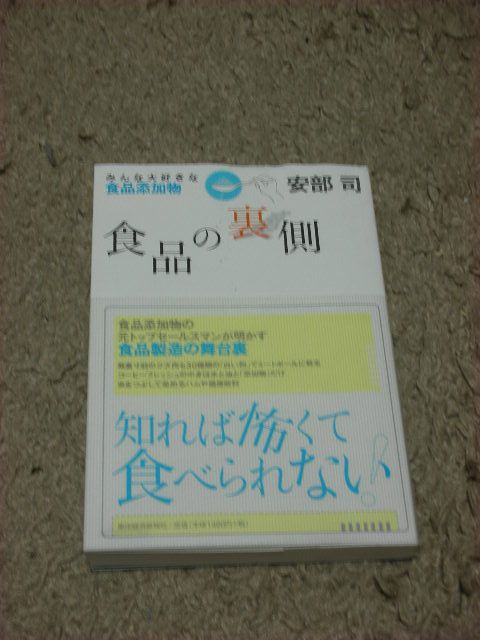 みんな大好きな
食品添加物
安部 司
食品の裏側
食品添加物の
元トップセールスマンが明かす
食品製造の舞台裏
知れば怖くて
食べられない!